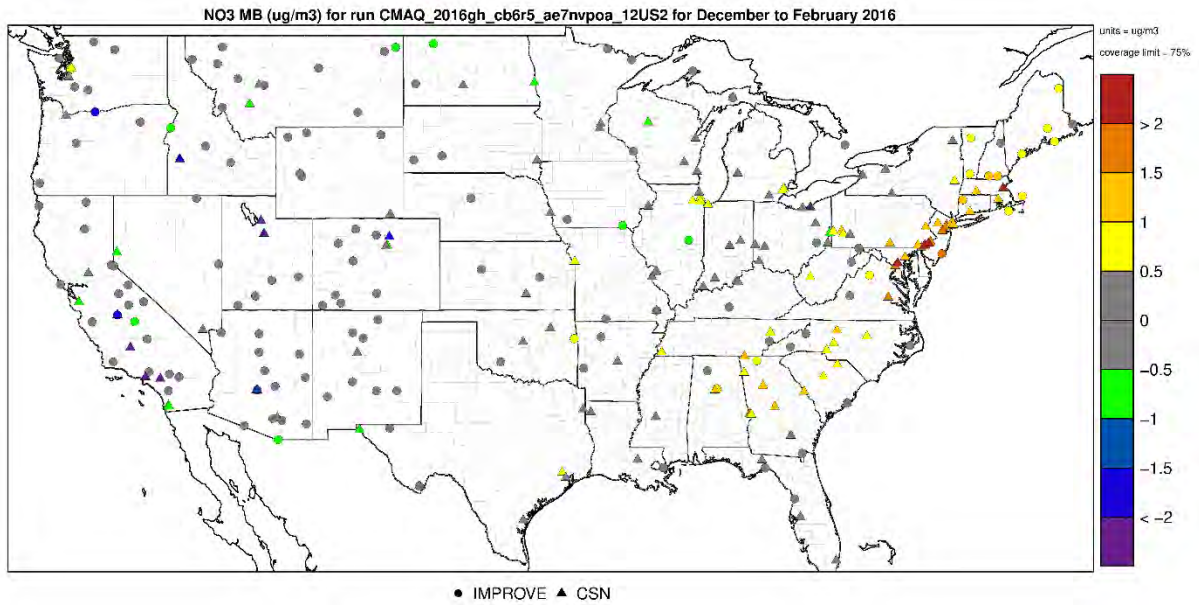 NO3 MB (ug/m3) for run CMAQ_2016gh_cb6r5_ae7nvpoa_12US2 for December to February 2016
units = ug/m3
coverage limit = 75%
> 2
1.5
1
0.5
0
−0.5
−1
−1.5
< −2
● IMPROVE ▲ CSN